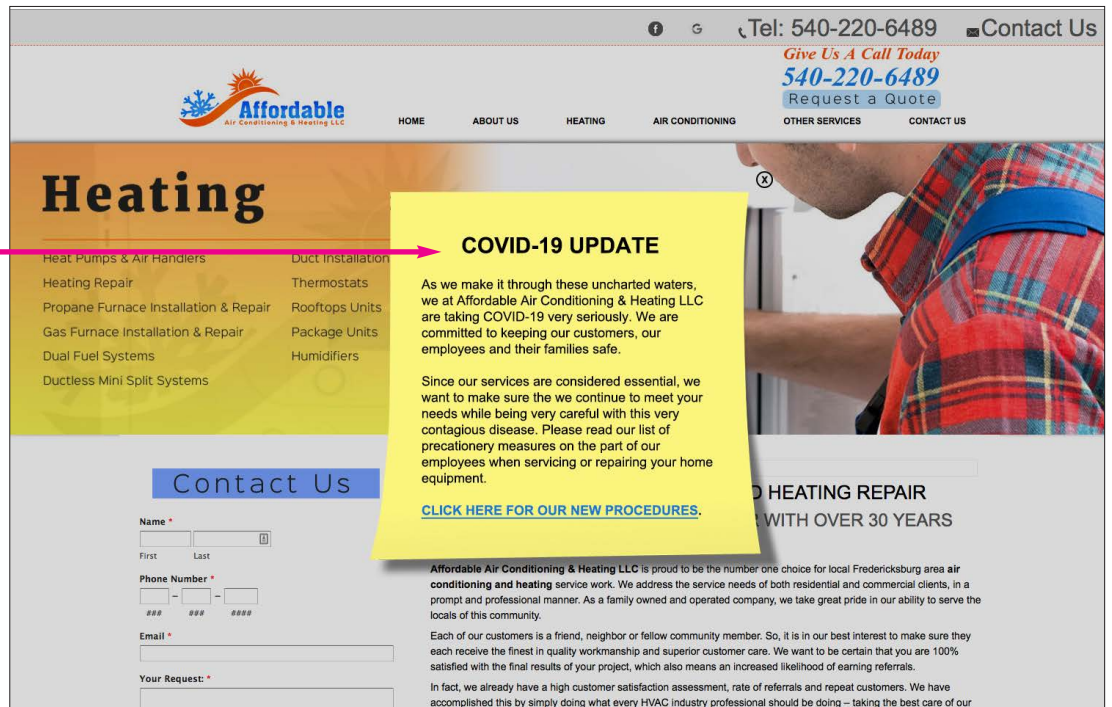 Tel: 540-220-6489 Contact Us
Give Us A Call Today
540-220-6489
Request a Quote
Affordable
Air Conditioning & Heating LLC
HOME ABOUT US HEATING AIR CONDITIONING OTHER SERVICES CONTACT US
Heating
Heat Pumps & Air Handlers
Heating Repair
Propane Furnace Installation & Repair
Gas Furnace Installation & Repair
Dual Fuel Systems
Ductless Mini Split Systems
Duct Installation
Thermostats
Rooftops Units
Package Units
Humidifiers
X
COVID-19 UPDATE
As we make it through these uncharted waters,
we at Affordable Air Conditioning & Heating LLC
are taking COVID-19 very seriously. We are
committed to keeping our customers, our
employees and their families safe.
Since our services are considered essential, we
want to make sure the we continue to meet your
needs while being very careful with this very
contagious disease. Please read our list of
precationery measures on the part of our
employees when servicing or repairing your home
equipment.
CLICK HERE FOR OUR NEW PROCEDURES.
Contact Us
Name *
First Last
Phone Number *
– –
### ### ####
Email *
Your Request: *
HEATING REPAIR
WITH OVER 30 YEARS
Affordable Air Conditioning & Heating LLC is proud to be the number one choice for local Fredericksburg area air
conditioning and heating service work. We address the service needs of both residential and commercial clients, in a
prompt and professional manner. As a family owned and operated company, we take great pride in our ability to serve the
locals of this community.
Each of our customers is a friend, neighbor or fellow community member. So, it is in our best interest to make sure they
each receive the finest in quality workmanship and superior customer care. We want to be certain that you are 100%
satisfied with the final results of your project, which also means an increased likelihood of earning referrals.
In fact, we already have a high customer satisfaction assessment, rate of referrals and repeat customers. We have
accomplished this by simply doing what every HVAC industry professional should be doing – taking the best care of our